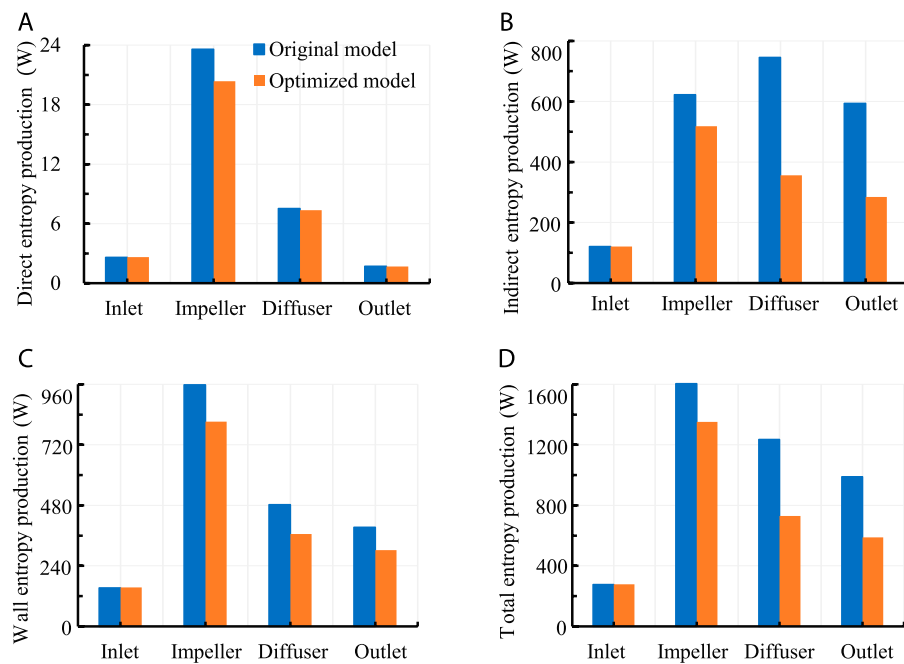 A
Direct entropy production (W)
24
18
12
6
0
Original model
Optimized model
Inlet Impeller Diffuser Outlet
B
Indirect entropy production (W)
800
600
400
200
0
Inlet Impeller Diffuser Outlet
C
Wall entropy production (W)
960
720
480
240
0
Inlet Impeller Diffuser Outlet
D
Total entropy production (W)
1600
1200
800
400
0
Inlet Impeller Diffuser Outlet